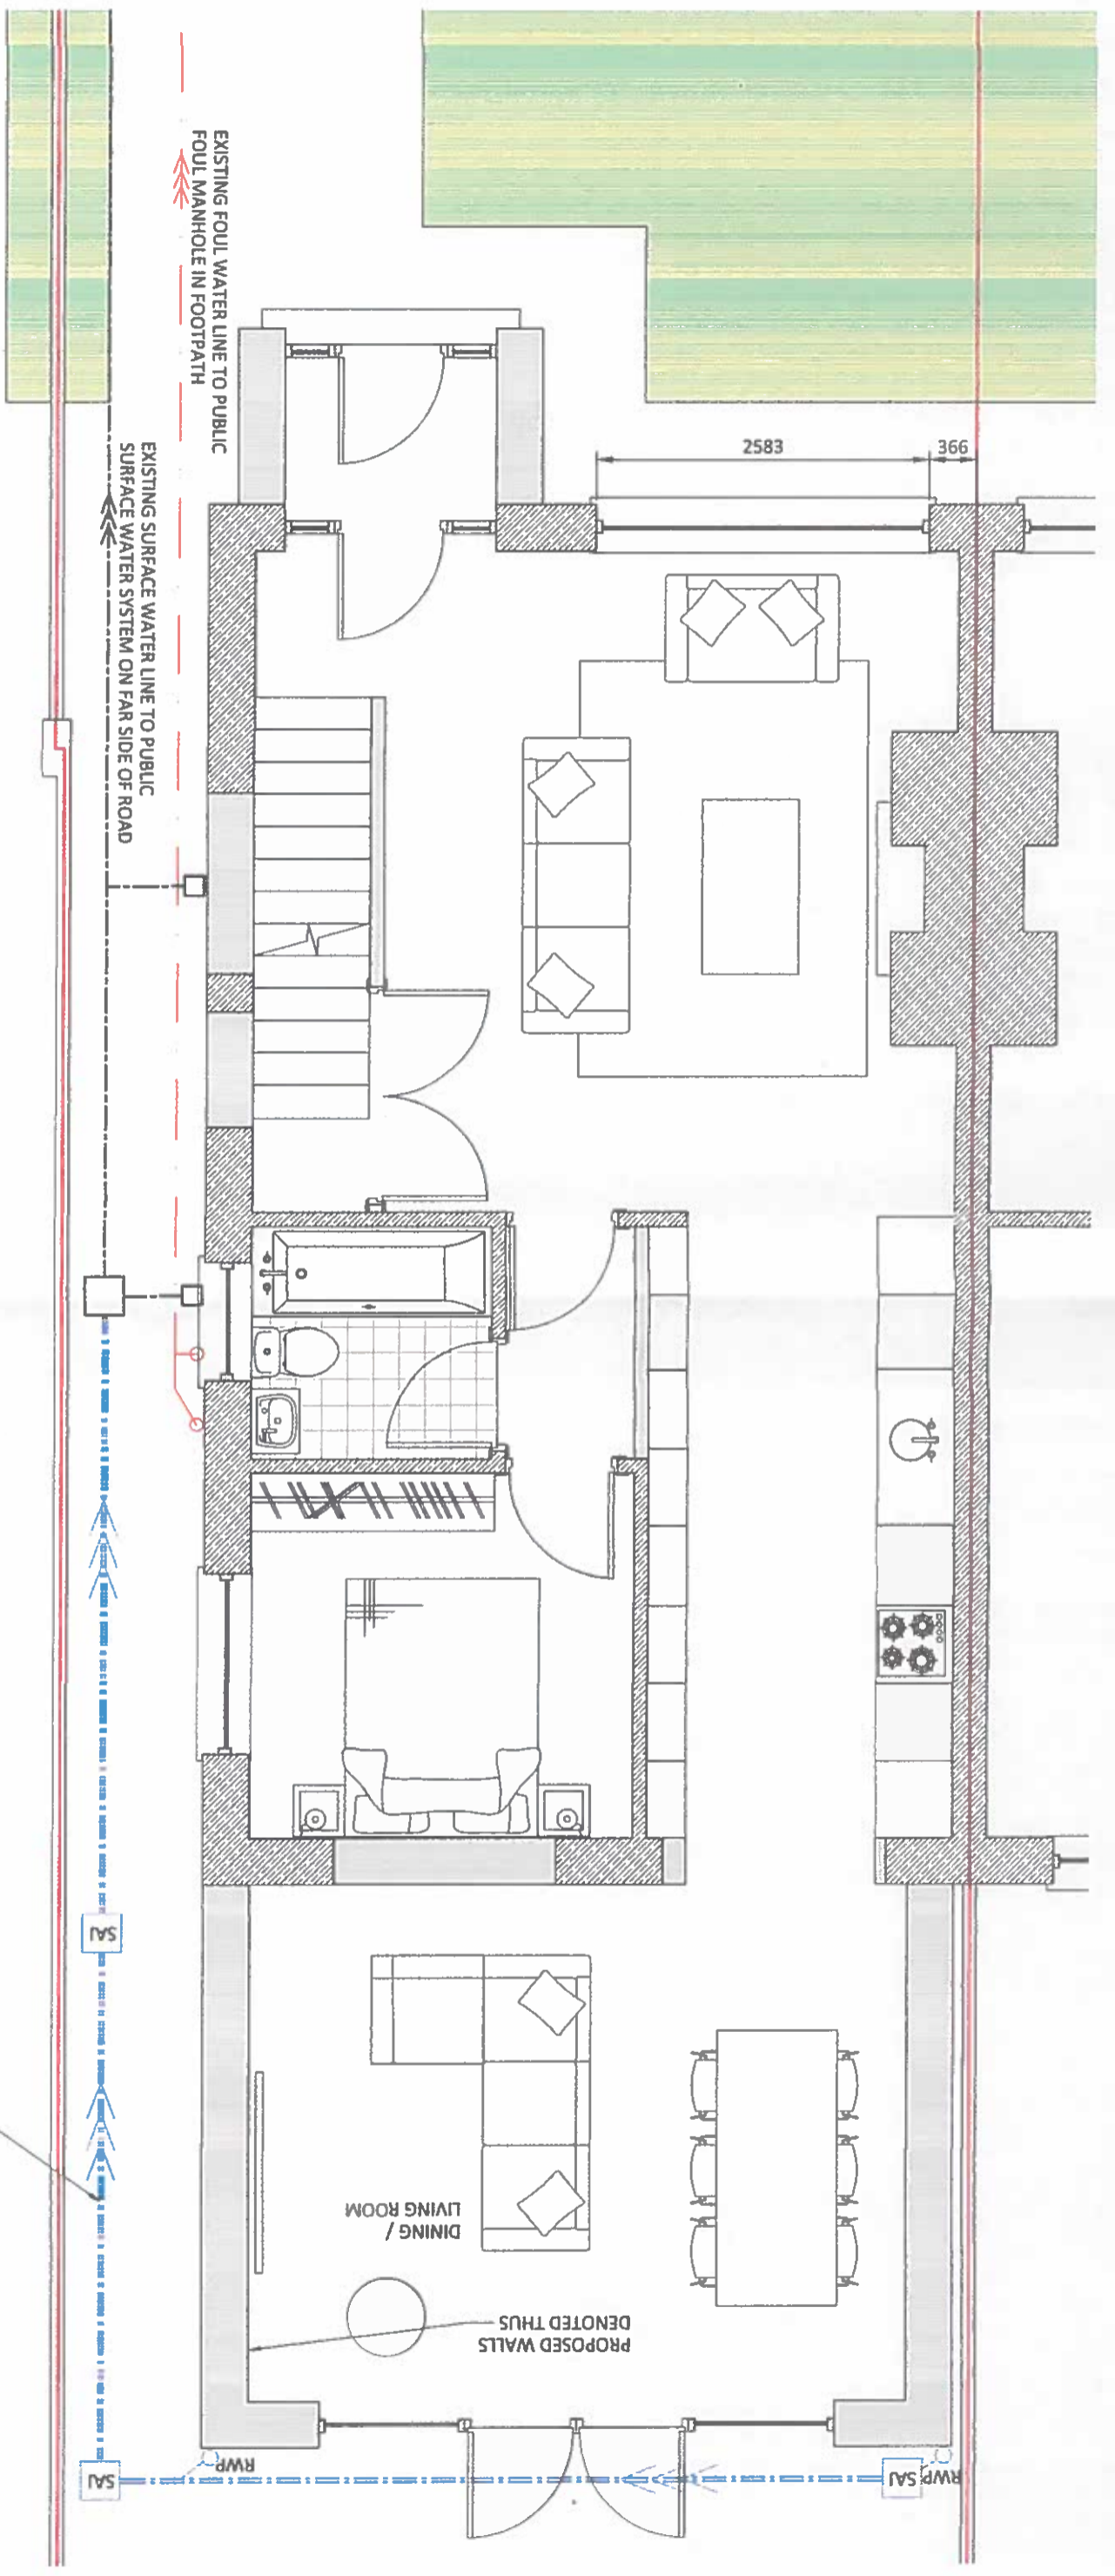 EXISTING FOUL WATER LINE TO PUBLIC
FOUL MANHOLE IN FOOTPATH
EXISTING SURFACE WATER LINE TO PUBLIC
SURFACE WATER SYSTEM ON FAR SIDE OF ROAD
2583
366
SAJ
DINING /
LIVING ROOM
PROPOSED WALLS
DENOTED THUS
RWP
SAJ
SAJ
RWP